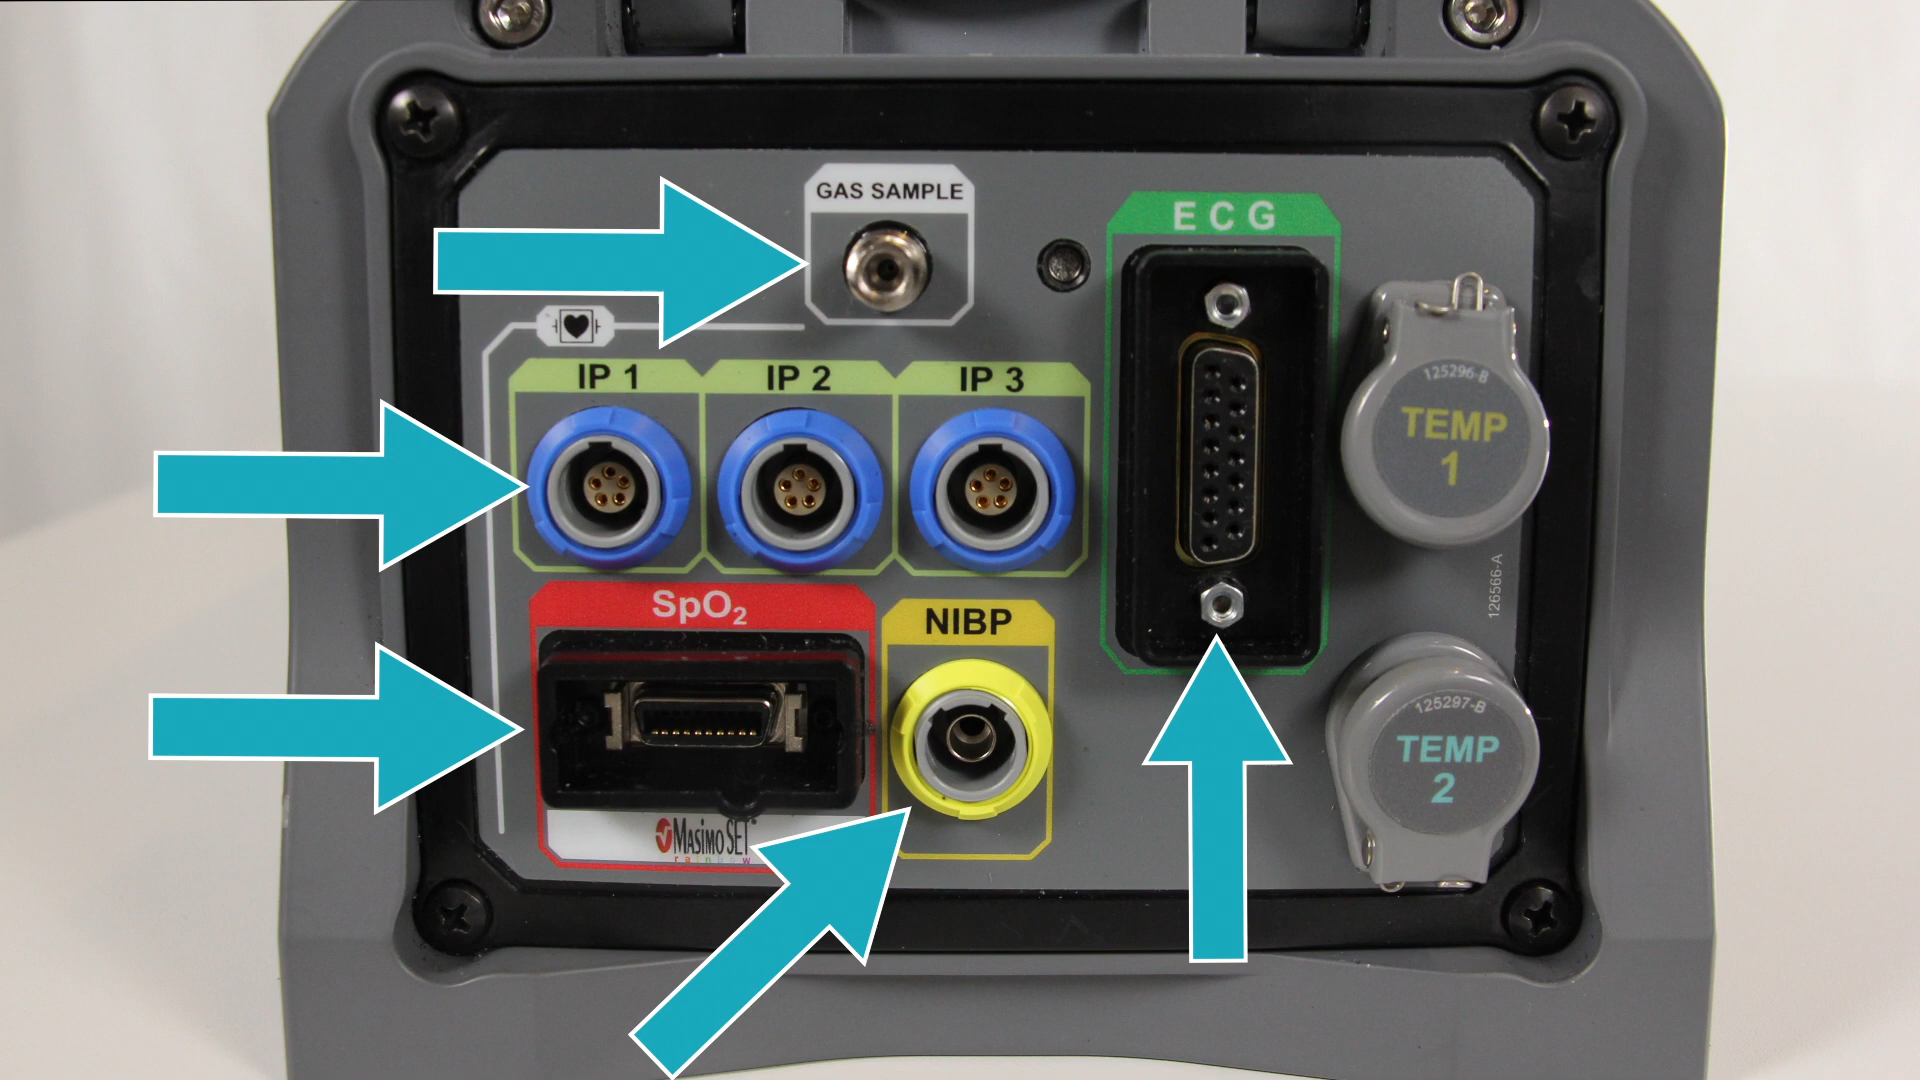 GAS SAMPLE
ECG
IP 1
IP 2
IP 3
125296-B
TEMP
1
126566-A
SpO₂
NIBP
125297-B
TEMP
2
Masimo SET®
rainbow